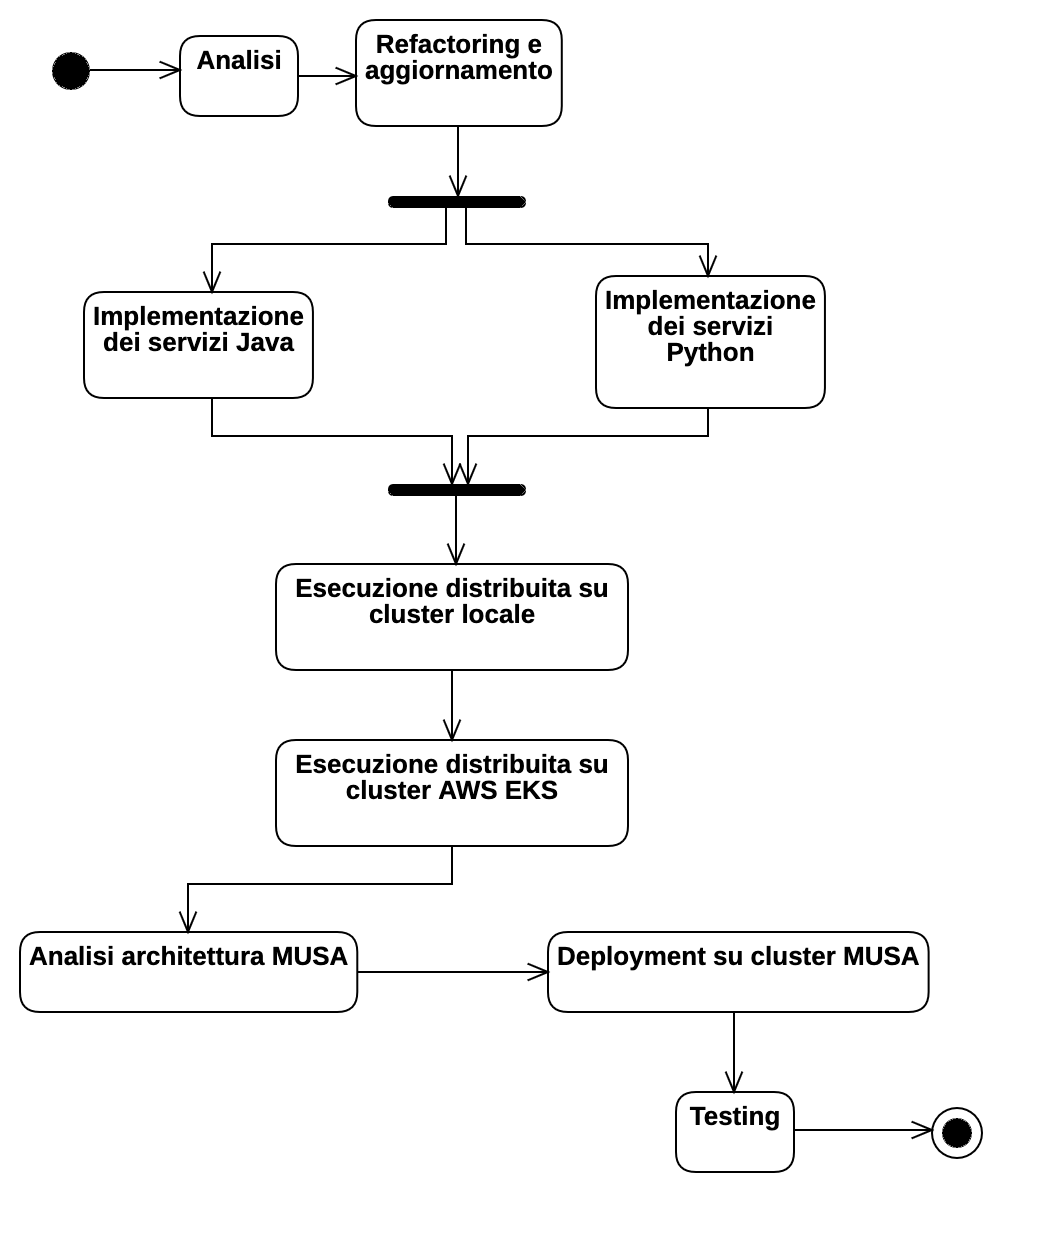 Analisi
Refactoring e
aggiornamento
Implementazione
dei servizi Java
Implementazione
dei servizi
Python
Esecuzione distribuita su
cluster locale
Esecuzione distribuita su
cluster AWS EKS
Analisi architettura MUSA
Deployment su cluster MUSA
Testing